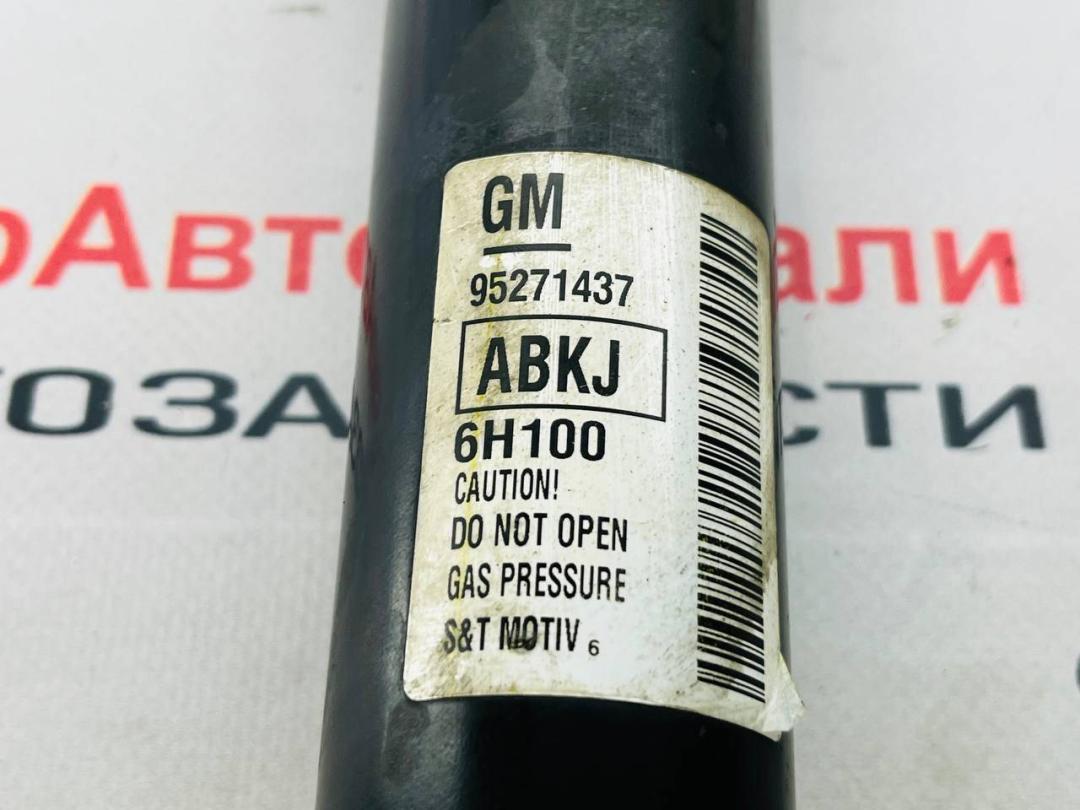 GM
95271437
ABKJ
6H100
CAUTION!
DO NOT OPEN
GAS PRESSURE
S&T MOTIV 6